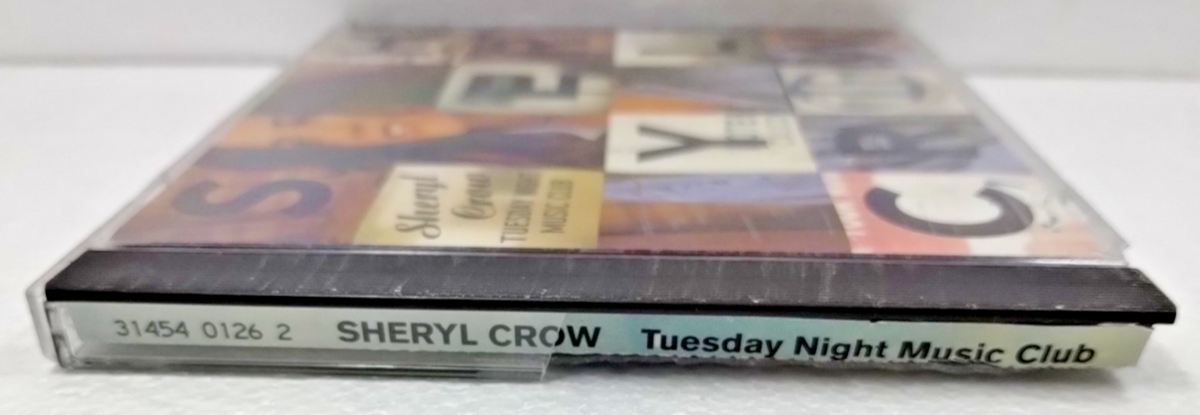 S
Sheryl
Crow
TUESDAY NIGHT
MUSIC CLUB
Y
R
C
31454 0126 2 SHERYL CROW Tuesday Night Music Club